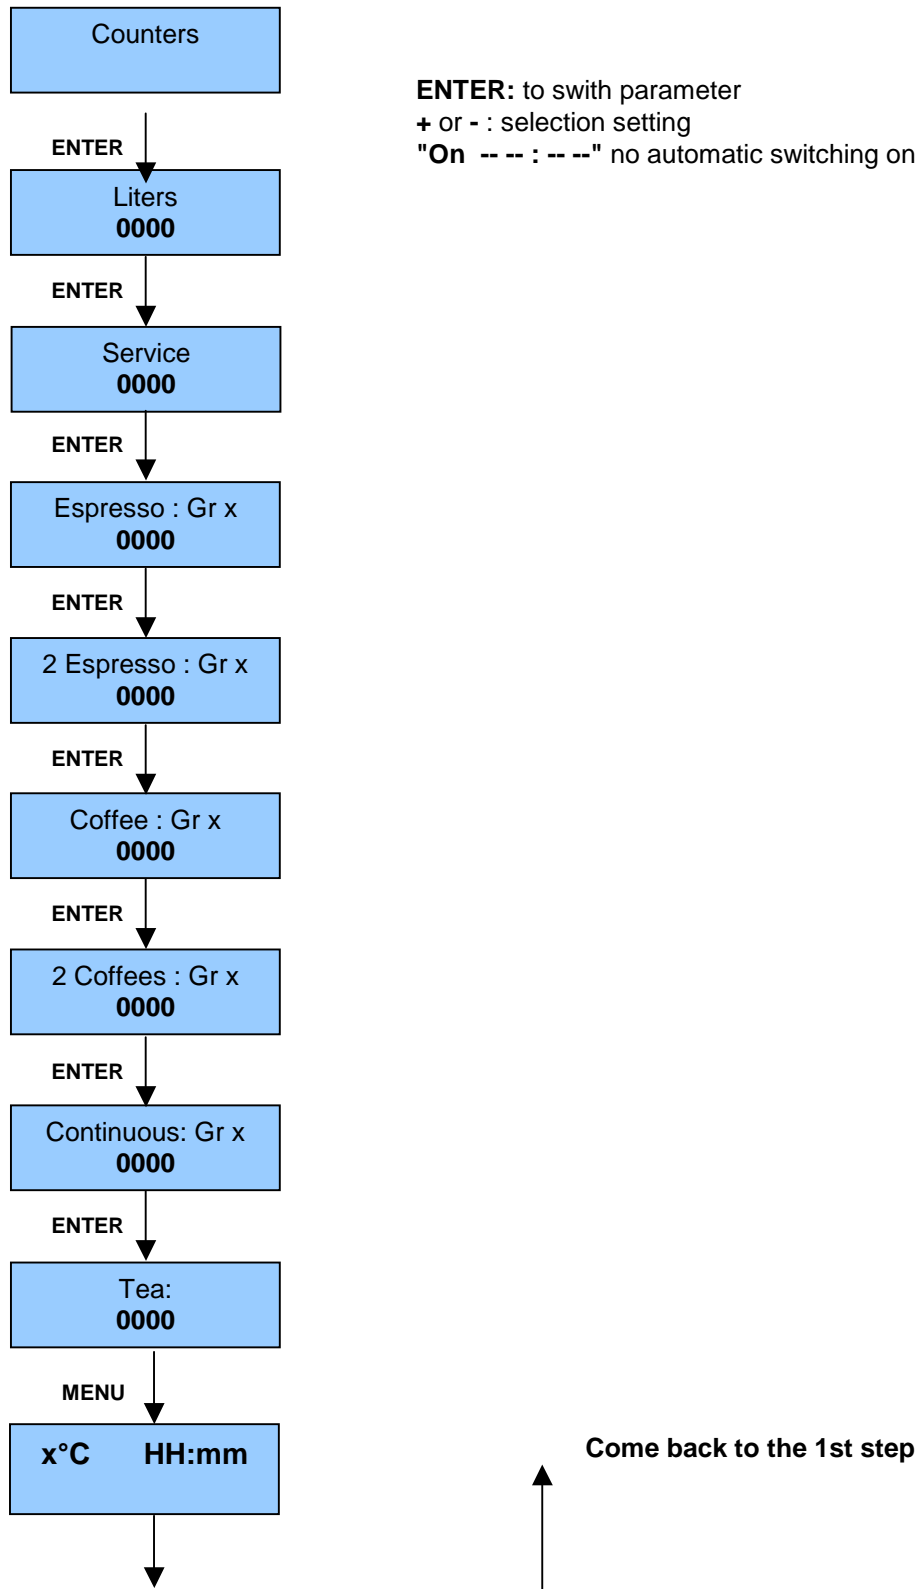 Counters
ENTER: to swith parameter
+ or - : selection setting
"On -- -- : -- --" no automatic switching on
ENTER
Liters
0000
ENTER
Service
0000
ENTER
Espresso : Gr x
0000
ENTER
2 Espresso : Gr x
0000
ENTER
Coffee : Gr x
0000
ENTER
2 Coffees : Gr x
0000
ENTER
Continuous: Gr x
0000
ENTER
Tea:
0000
MENU
x°C HH:mm
Come back to the 1st step